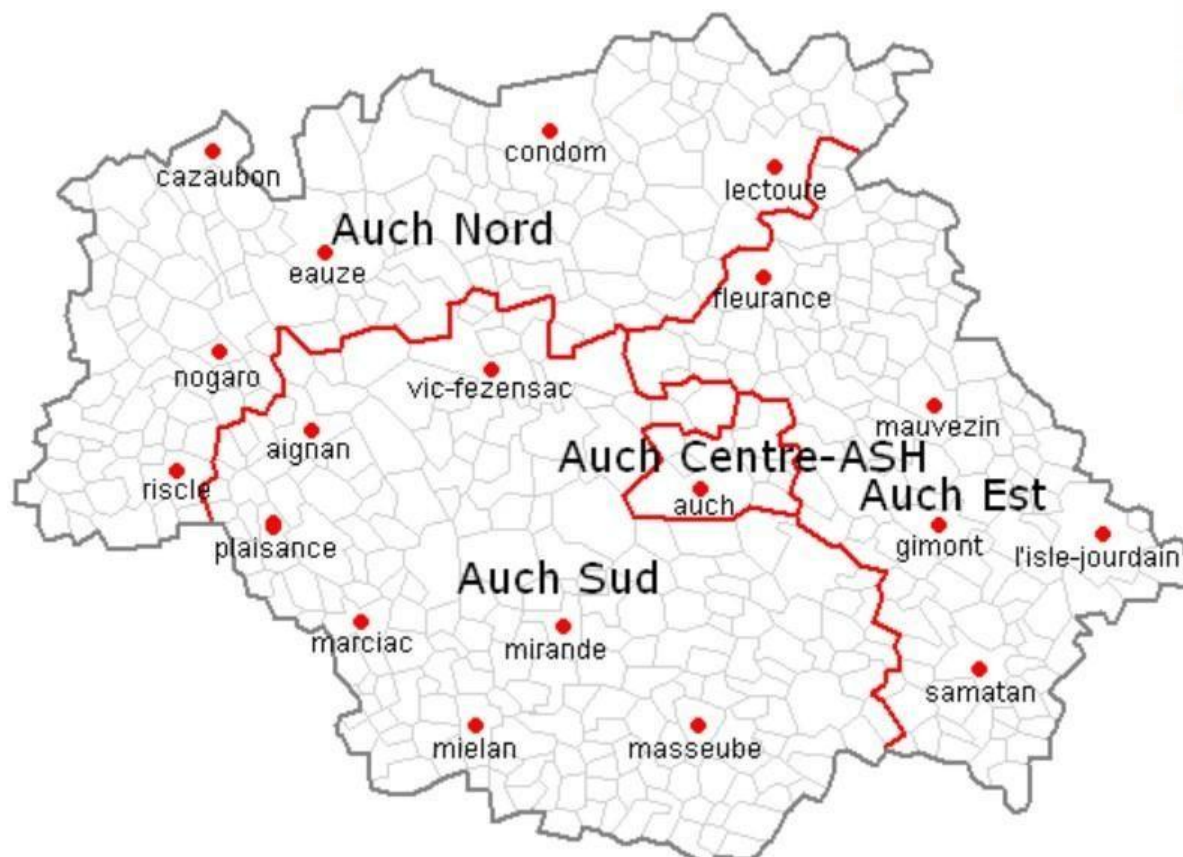 condom
cazaubon
lectoure
Auch Nord
eauze
fleurance
nogaro
vic-fezensac
mauvezin
aignan
Auch Centre-ASH
riscle
auch
Auch Est
plaisance
gimont
l'isle-jourdain
Auch Sud
marciac
mirande
samatan
mielan
masseube